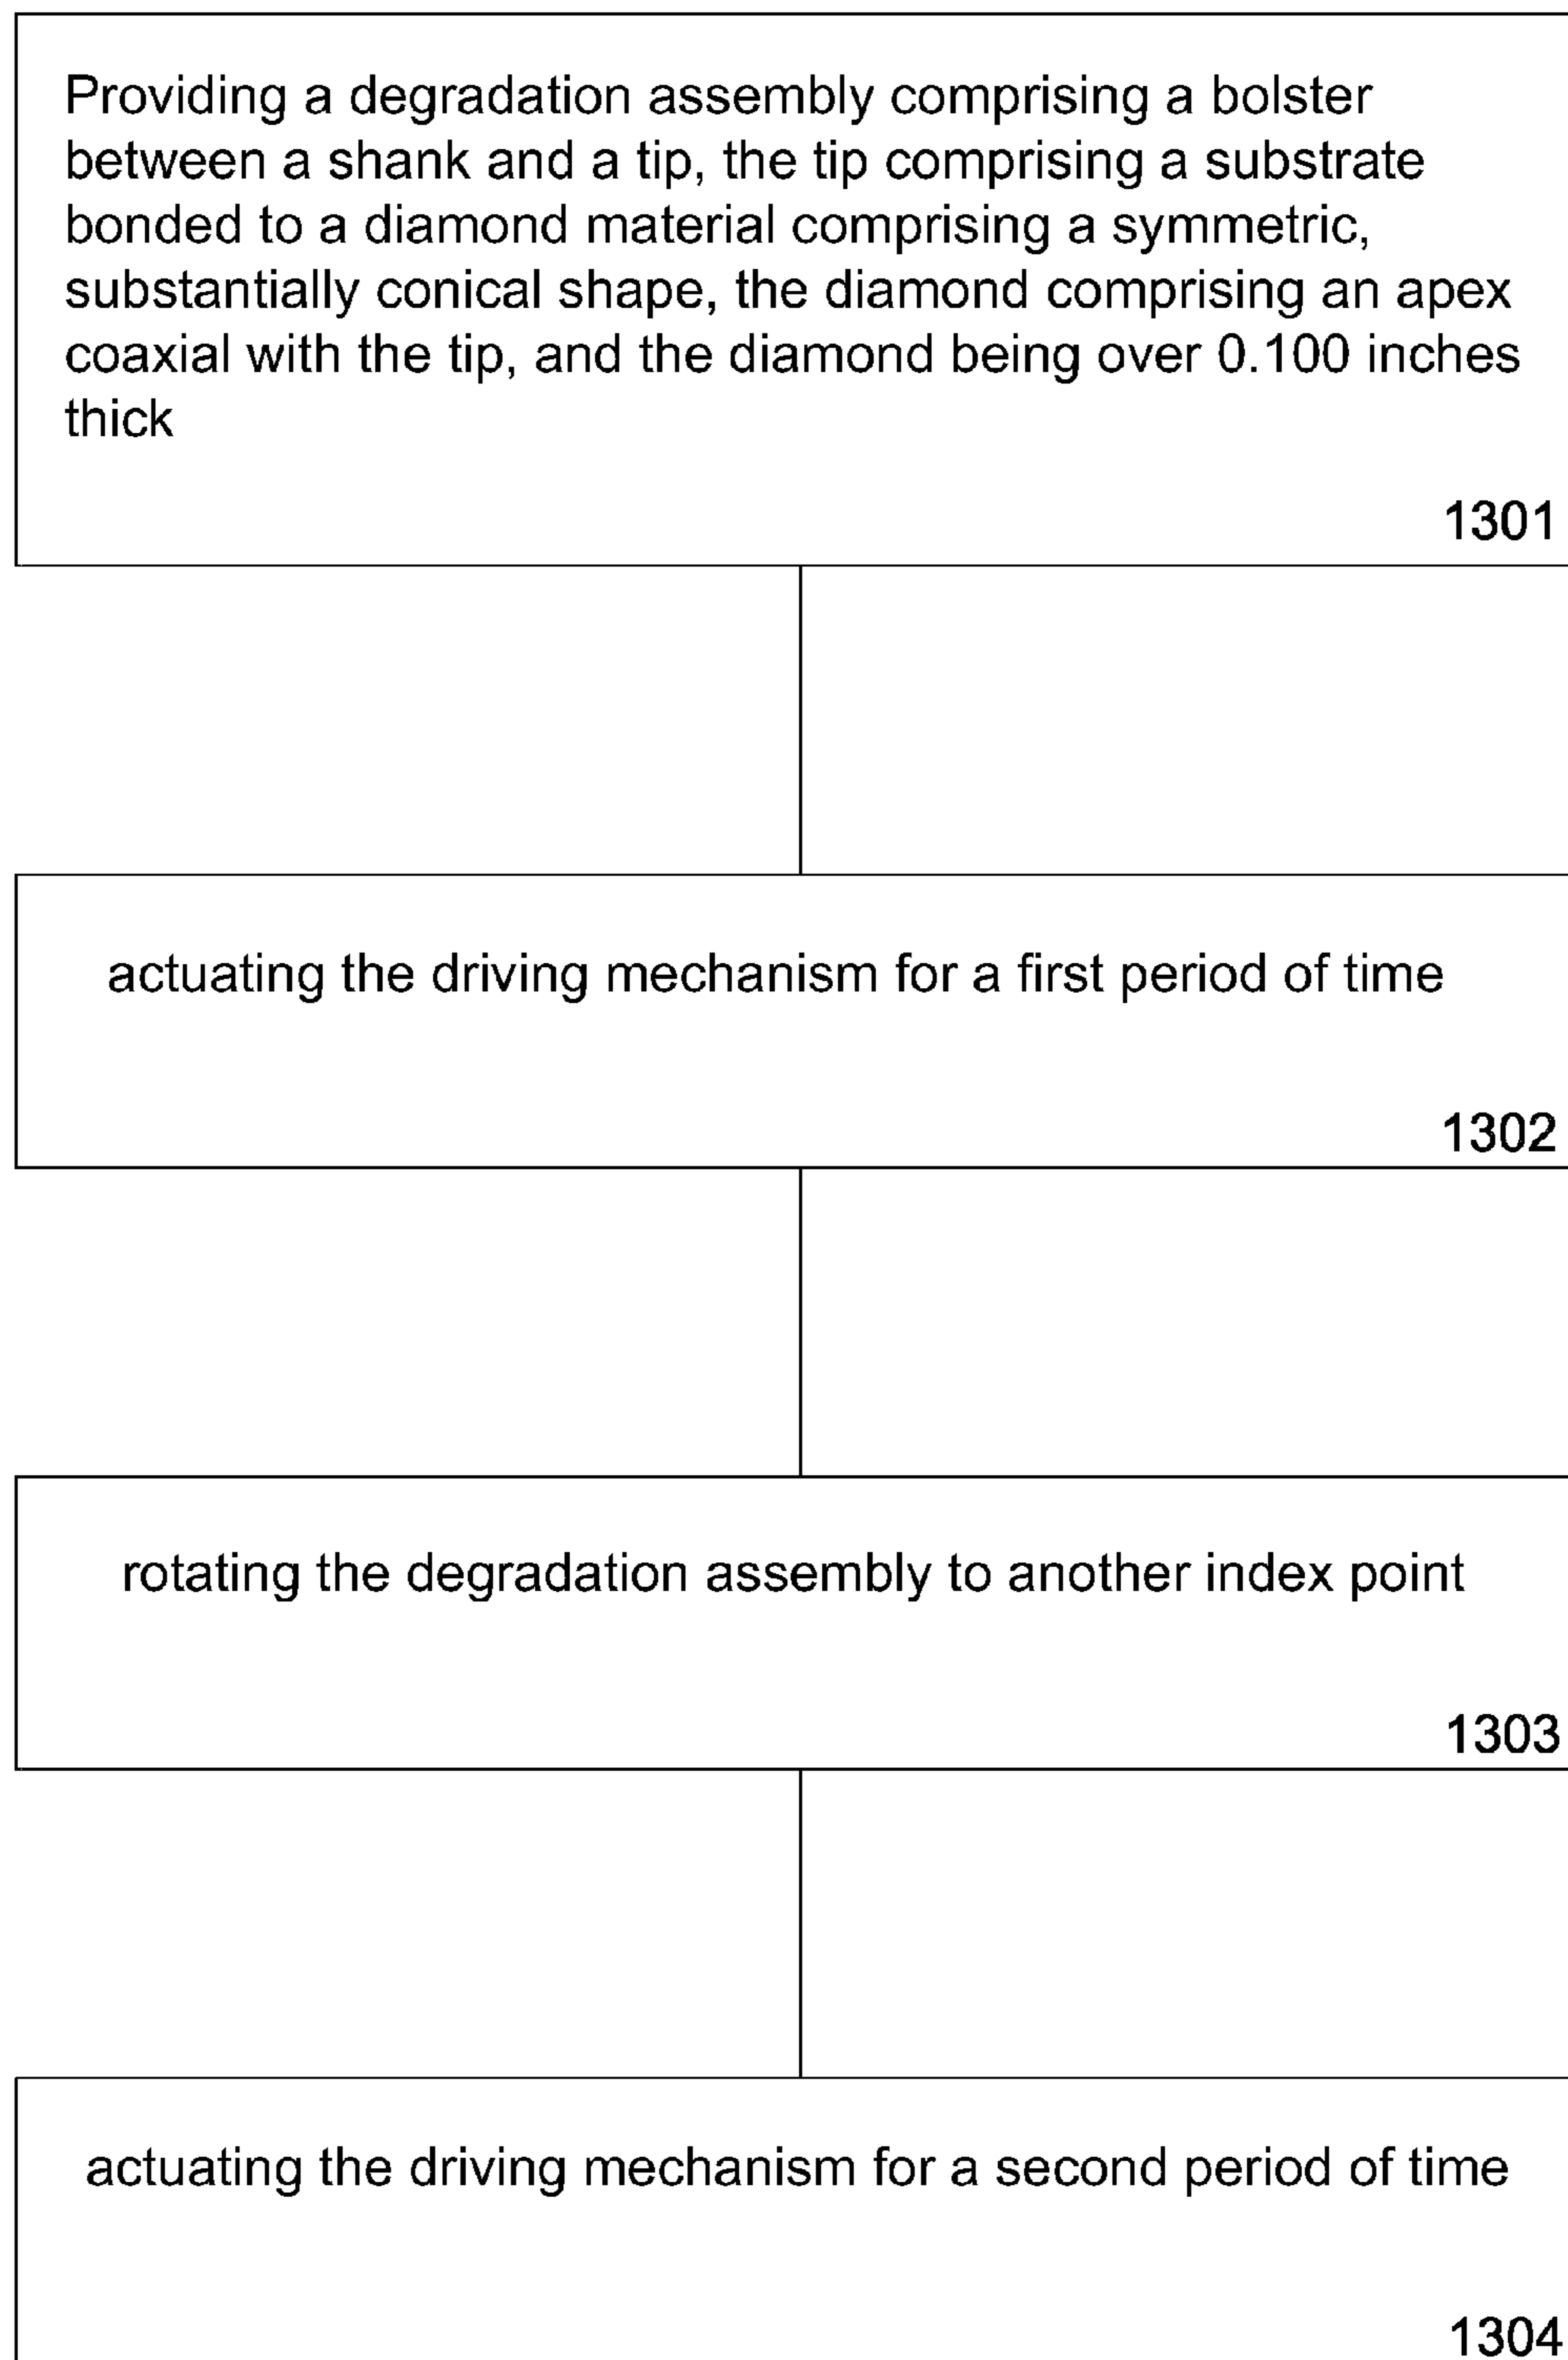 Providing a degradation assembly comprising a bolster
between a shank and a tip, the tip comprising a substrate
bonded to a diamond material comprising a symmetric,
substantially conical shape, the diamond comprising an apex
coaxial with the tip, and the diamond being over 0.100 inches
thick
1301
actuating the driving mechanism for a first period of time
1302
rotating the degradation assembly to another index point
1303
actuating the driving mechanism for a second period of time
1304